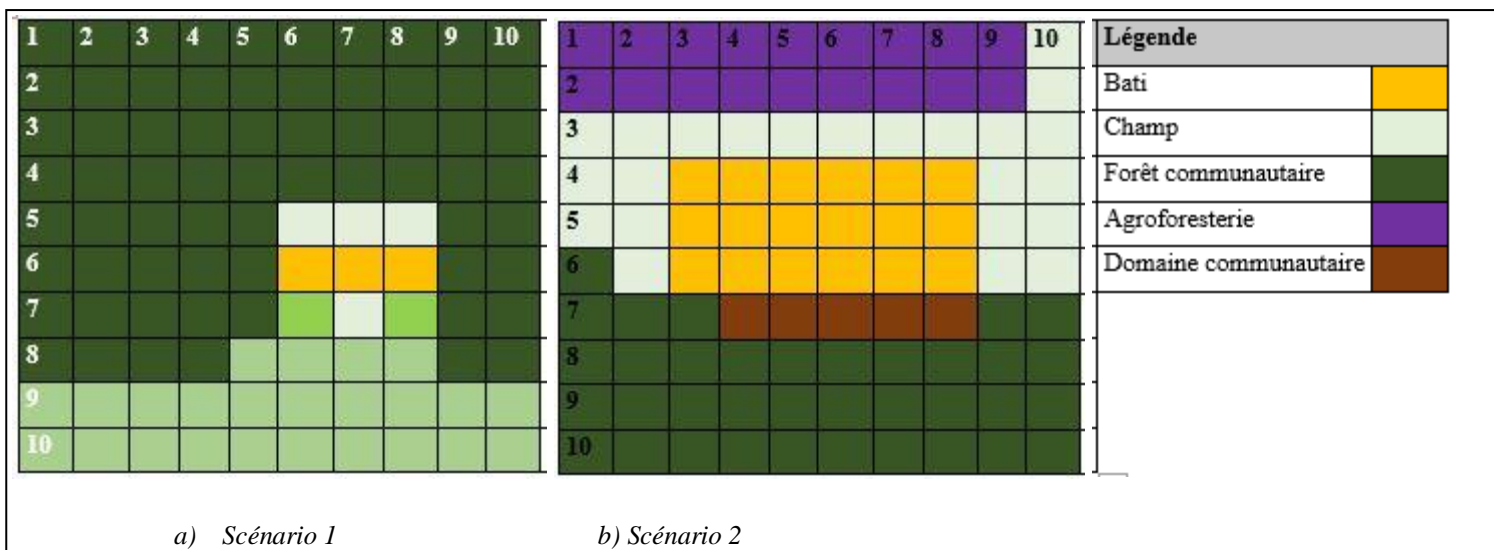 1 2 3 4 5 6 7 8 9 10
2
3
4
5
6
7
8
9
10
1 2 3 4 5 6 7 8 9 10
2
3
4
5
6
7
8
9
10
Légende
Bati
Champ
Forêt communautaire
Agroforesterie
Domaine communautaire
a) Scénario 1
b) Scénario 2